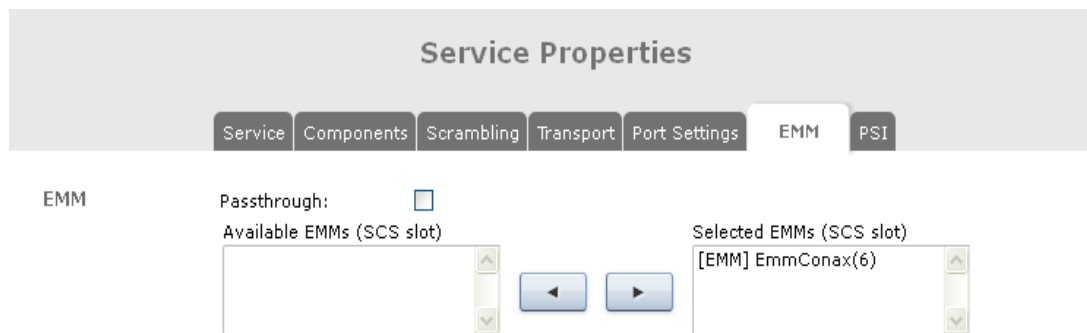 Service Properties
Service Components Scrambling Transport Port Settings EMM PSI
EMM Passthrough:
Available EMMs (SCS slot) Selected EMMs (SCS slot)
[EMM] EmmConax(6)